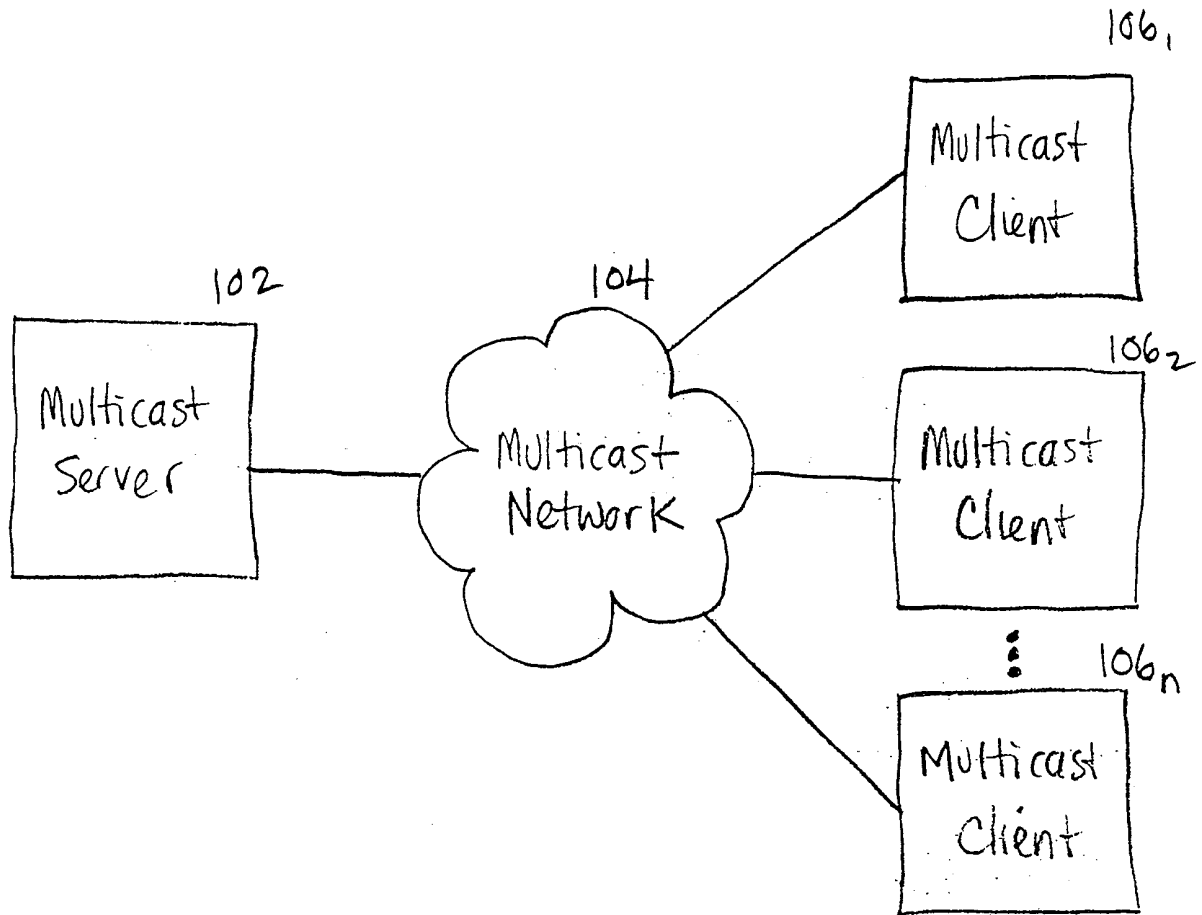 106₁
Multicast
Client
102
104
Multicast
Server
Multicast
Network
106₂
Multicast
Client
106ₙ
Multicast
Client